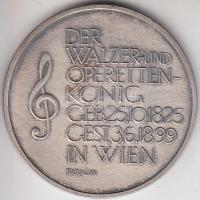 DER
WALZER-UND
OPERETTEN-
KÖNIG,
GEB.25.10.1825
GEST.3.6.1899
IN WIEN